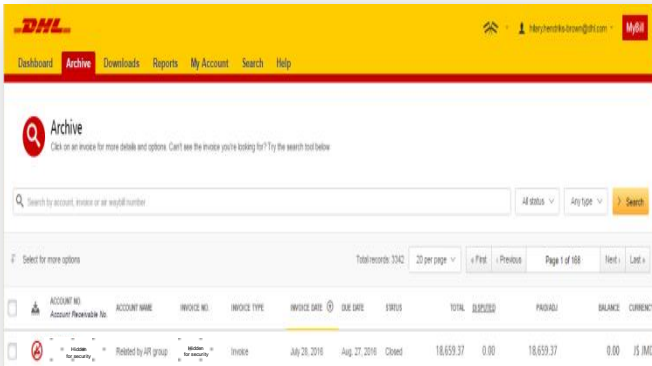 DHL
hilary.hendriks-brown@dhl.com
MyBill
Dashboard Archive Downloads Reports My Account Search Help
Archive
Click on an invoice for more details and options. Can't see the invoice you're looking for? Try the search tool below
Search by account, invoice or air waybill number All status Any type Search
Select for more options Total records: 3342 20 per page « First ‹ Previous Page 1 of 168 Next › Last »
ACCOUNT NO. ACCOUNT NAME INVOICE NO. INVOICE TYPE INVOICE DATE DUE DATE STATUS TOTAL DISPUTED PAID/ADJ BALANCE CURRENCY
Account Receivable No.
Hidden for security Related by AR group Hidden for security Invoice July 28, 2016 Aug. 27, 2016 Closed 18,659.37 0.00 18,659.37 0.00 J$ JMD